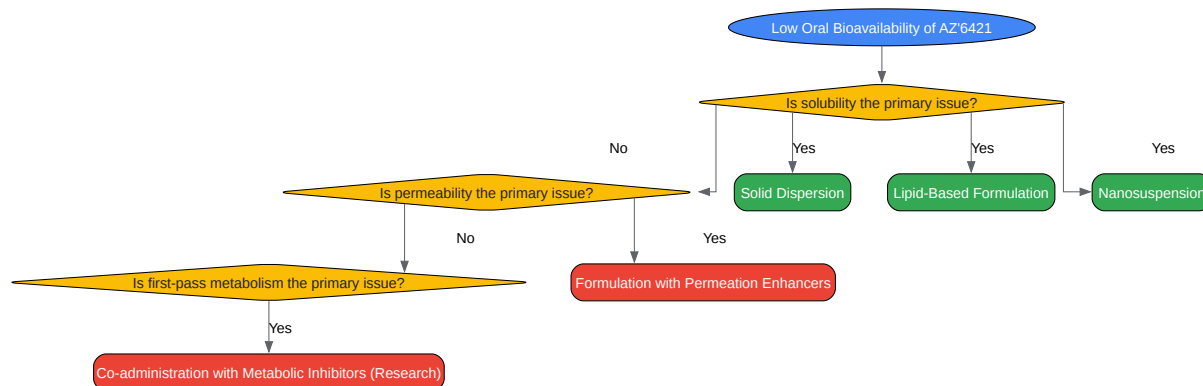 Low Oral Bioavailability of AZ'6421
Is solubility the primary issue?
No
Yes
Yes
Yes
Is permeability the primary issue?
Solid Dispersion
Lipid-Based Formulation
Nanosuspension
No
Yes
Is first-pass metabolism the primary issue?
Formulation with Permeation Enhancers
Yes
Co-administration with Metabolic Inhibitors (Research)